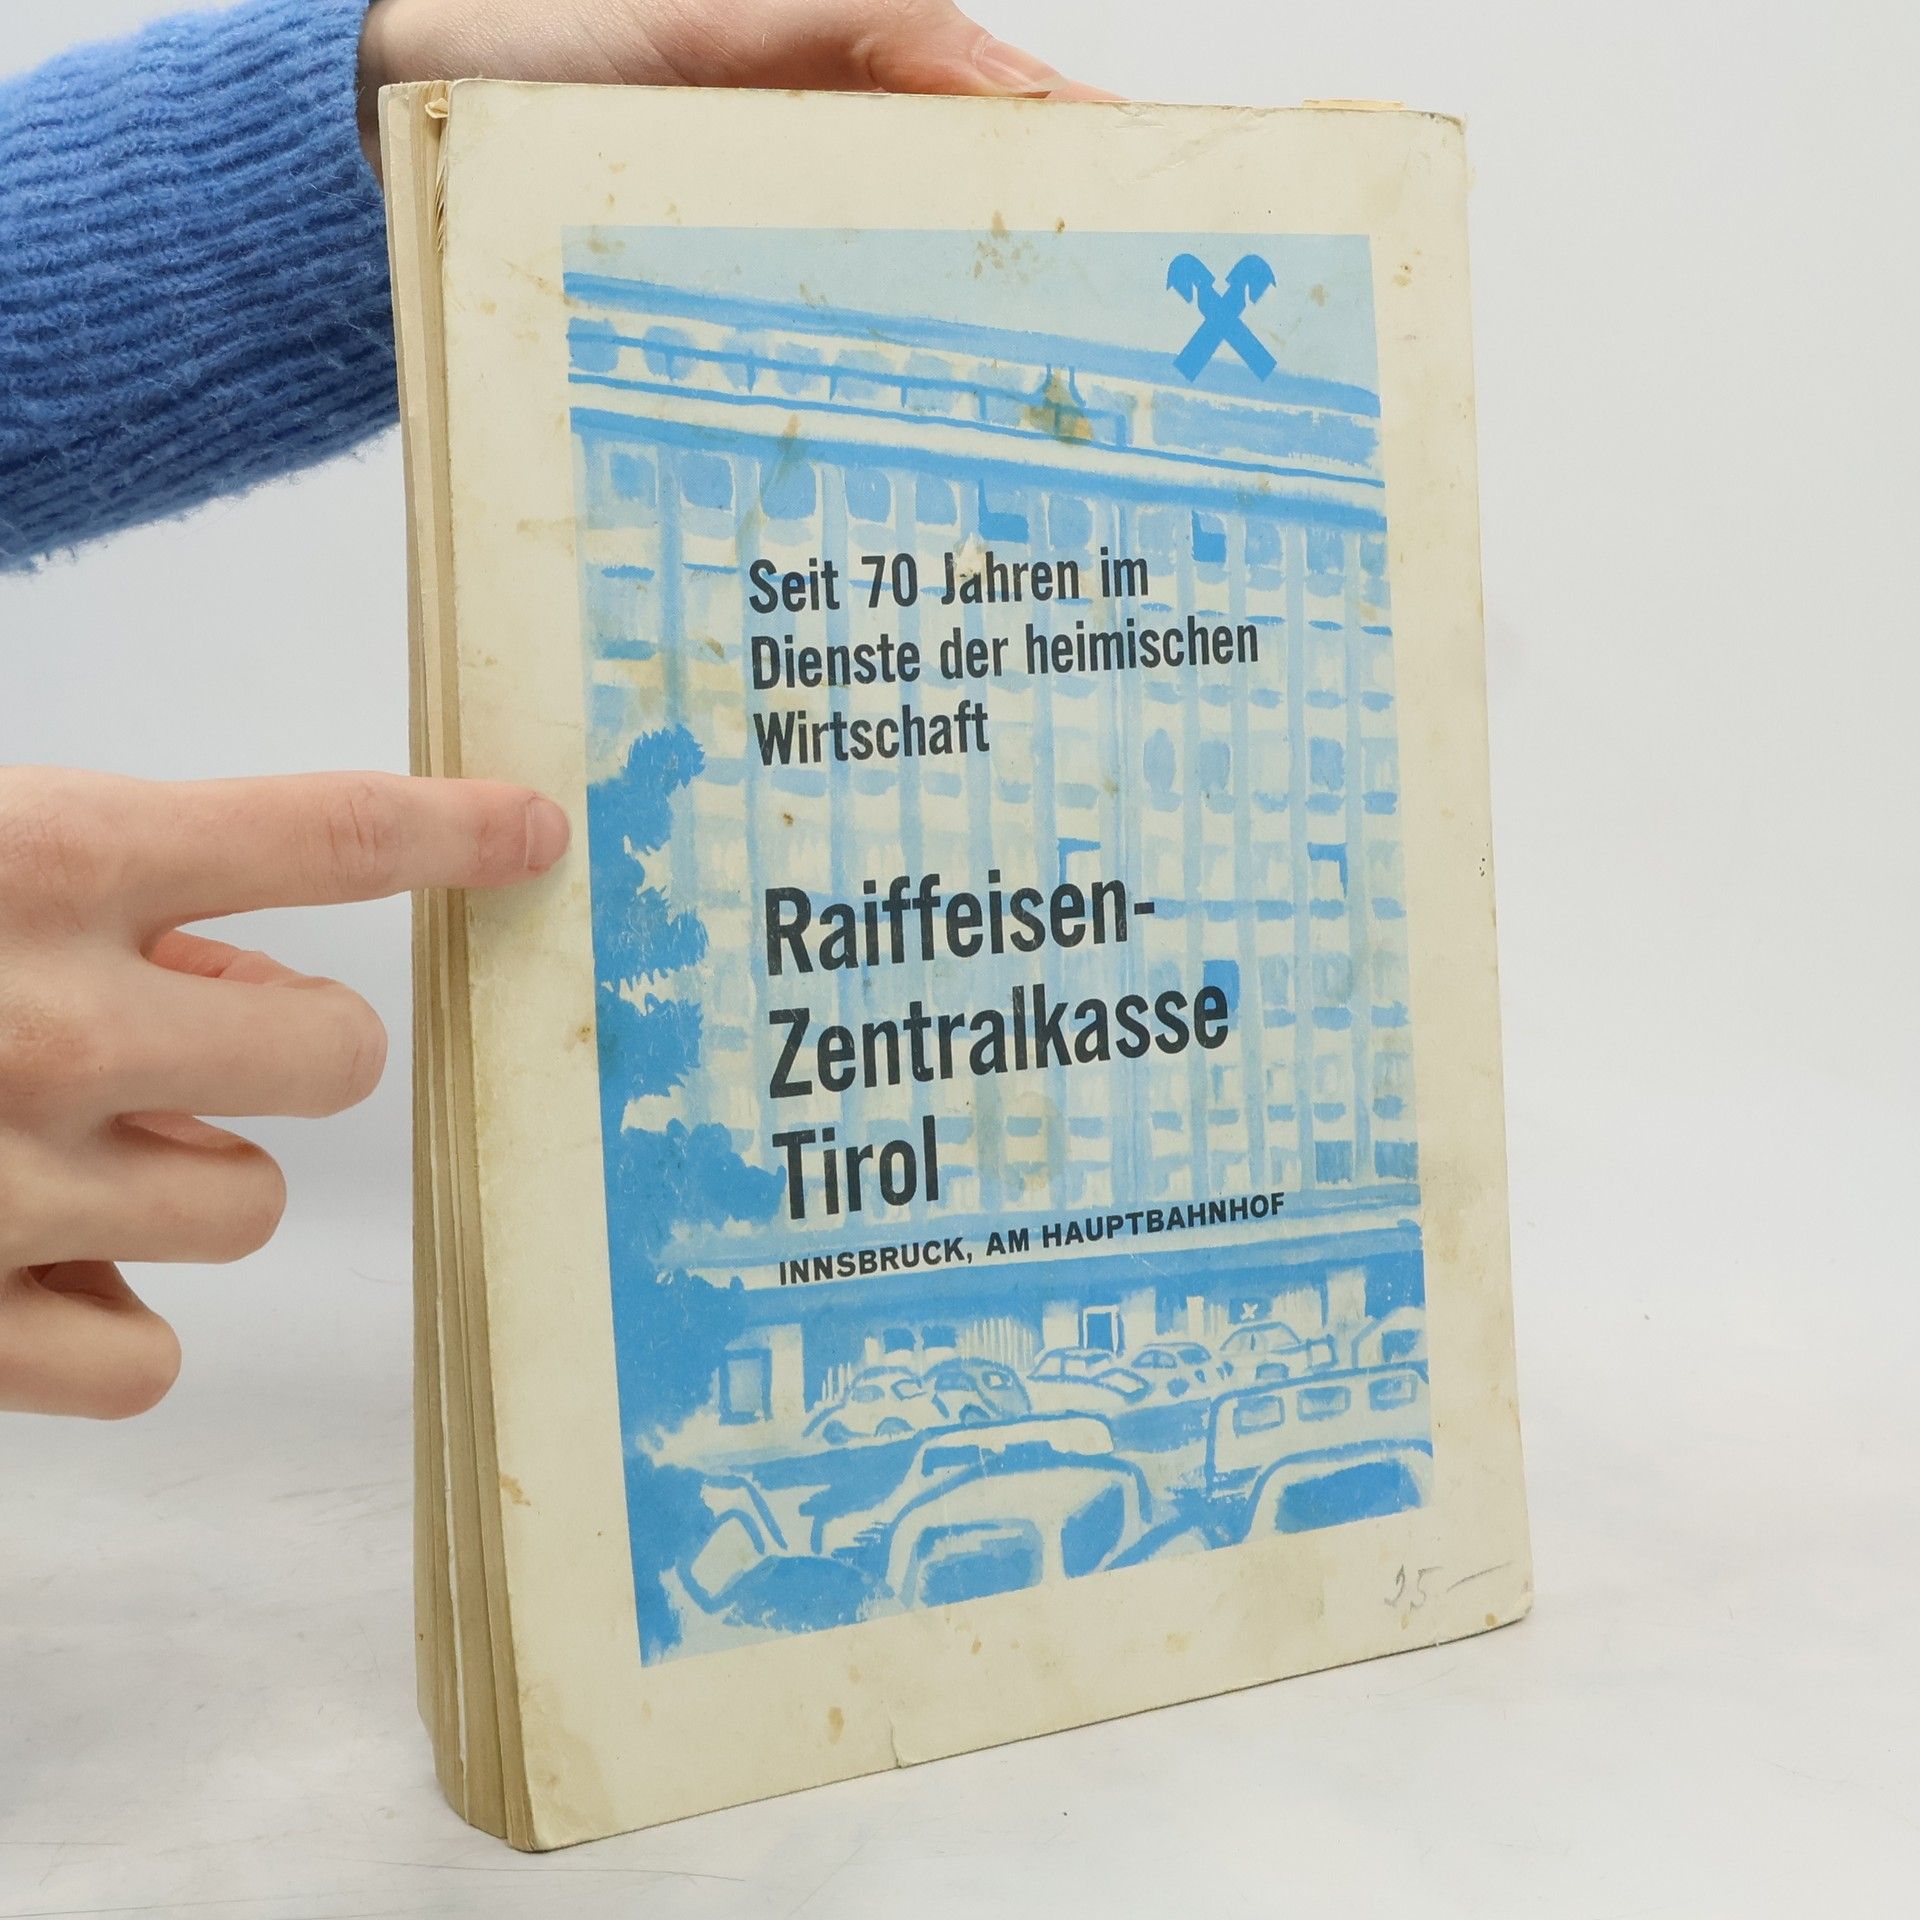 Seit 70 Jahren im
Dienste der heimischen
Wirtschaft
Raiffeisen-
Zentralkasse
Tirol
INNSBRUCK, AM HAUPTBAHNHOF
25.—